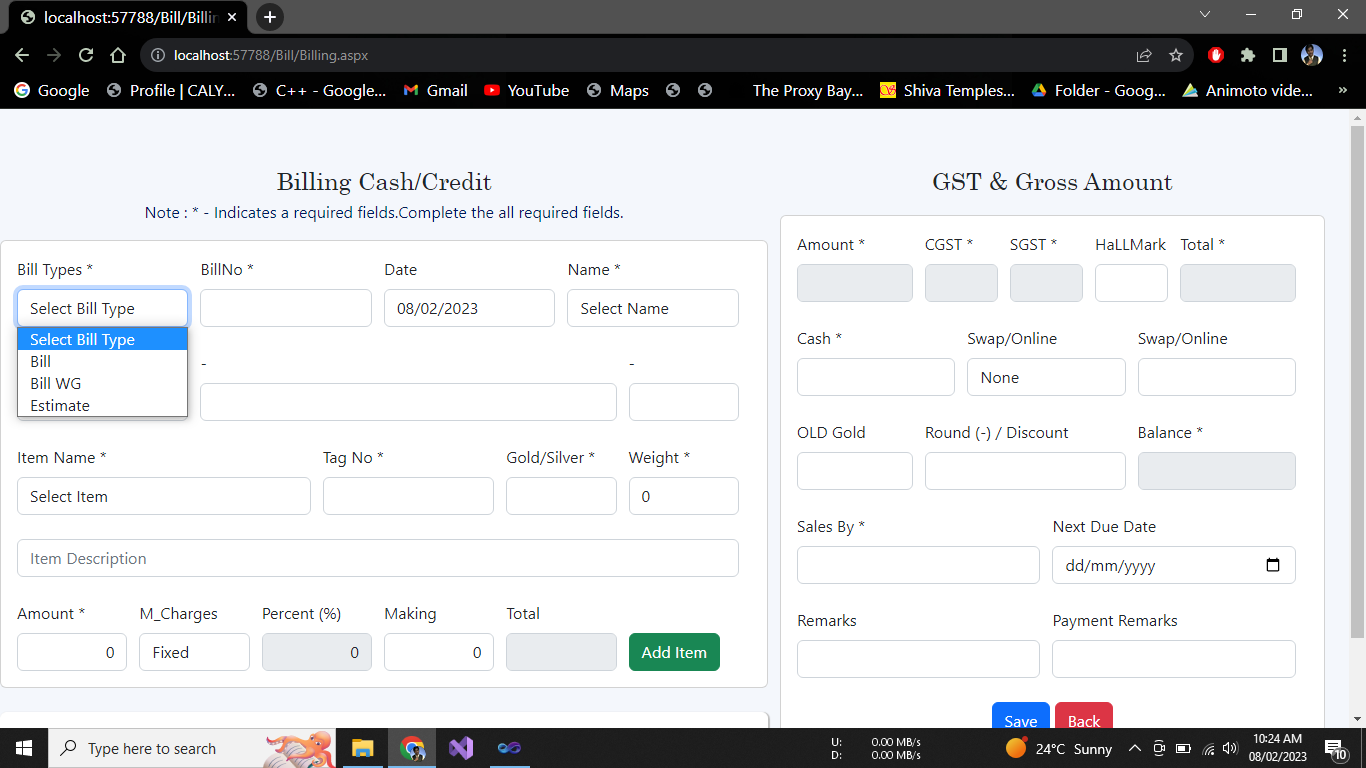 localhost:57788/Bill/Billin
localhost:57788/Bill/Billing.aspx
Google Profile | CALY... C++ - Google... Gmail YouTube Maps The Proxy Bay... Shiva Temples... Folder - Goog... Animoto vide... »
Billing Cash/Credit
Note : * - Indicates a required fields.Complete the all required fields.
Bill Types * BillNo * Date Name *
Select Bill Type 08/02/2023 Select Name
Select Bill Type
Bill
Bill WG
Estimate
- -
Item Name * Tag No * Gold/Silver * Weight *
Select Item 0
Item Description
Amount * M_Charges Percent (%) Making Total
0 Fixed 0 0 Add Item
GST & Gross Amount
Amount * CGST * SGST * HaLLMark Total *
Cash * Swap/Online Swap/Online
None
OLD Gold Round (-) / Discount Balance *
Sales By * Next Due Date
dd/mm/yyyy
Remarks Payment Remarks
Save Back
Type here to search
U: 0.00 MB/s
D: 0.00 MB/s
24°C Sunny
10:24 AM
08/02/2023
10